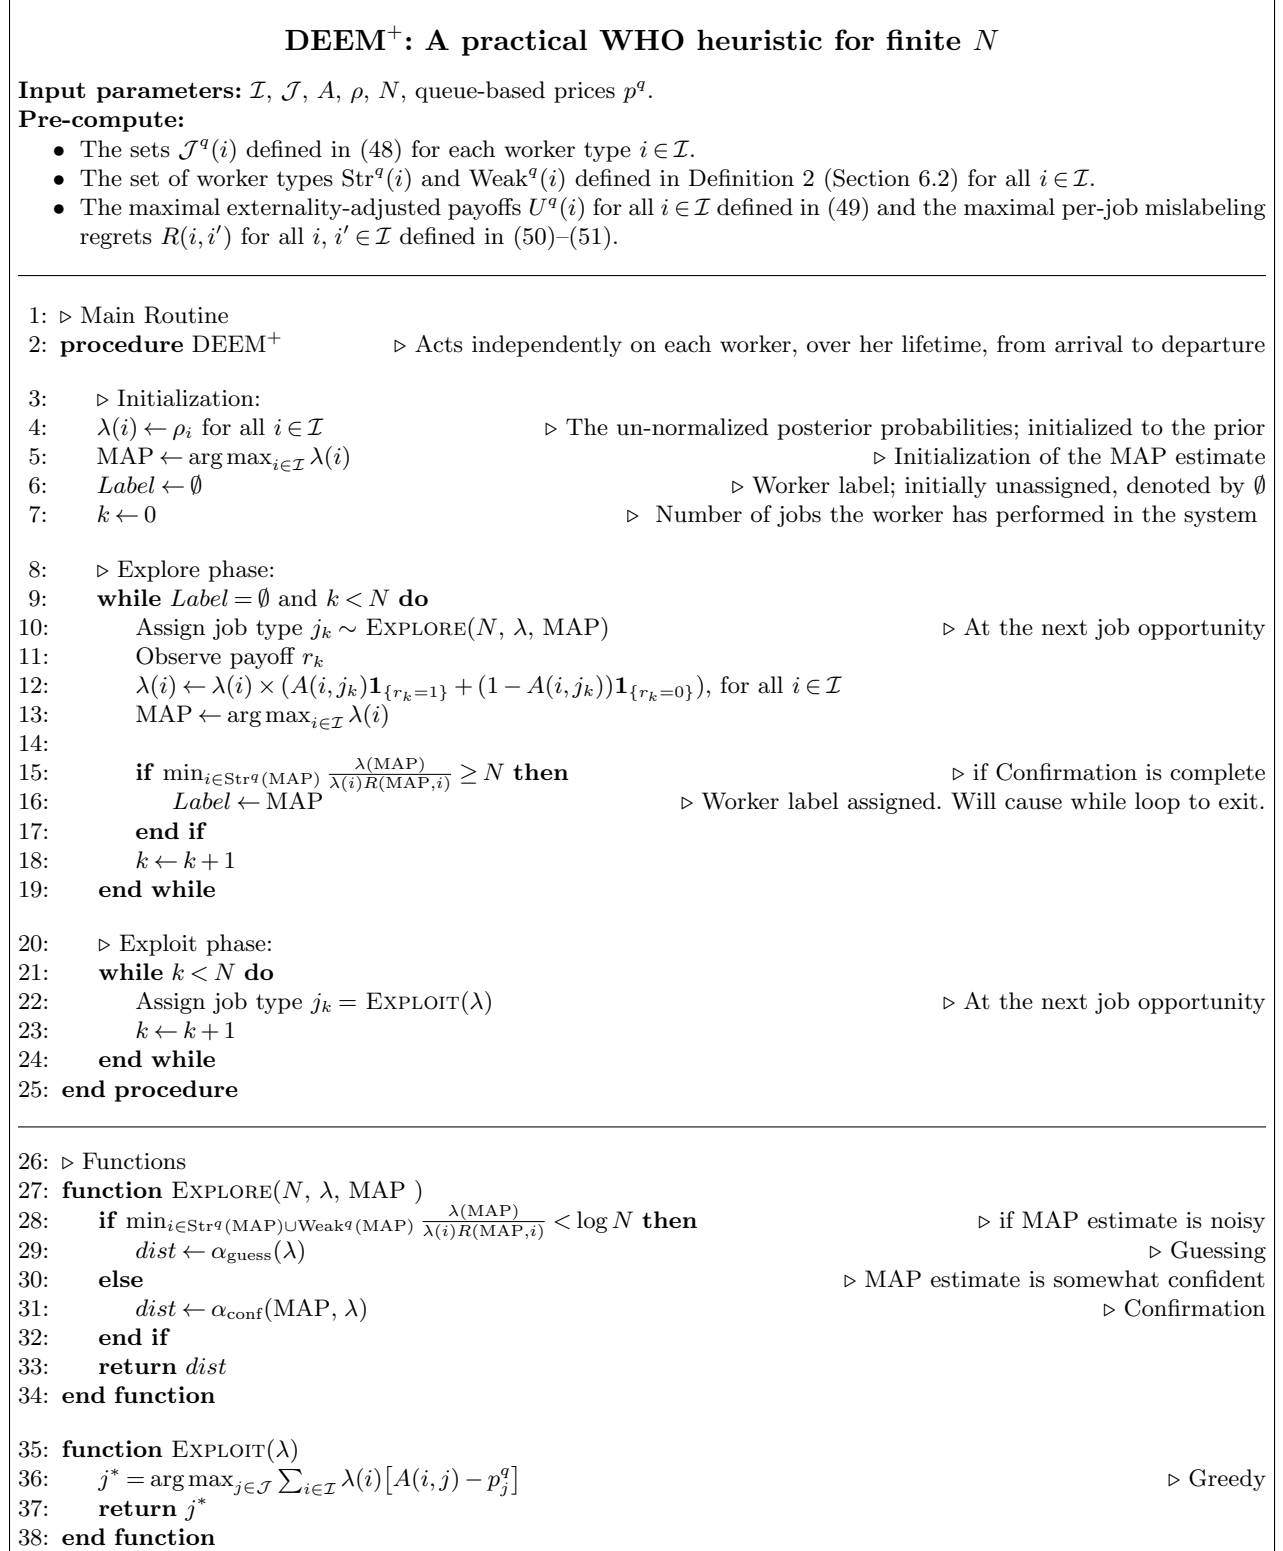 DEEM⁺: A practical WHO heuristic for finite N
Input parameters: ℐ, 𝒥, A, ρ, N, queue-based prices p^q.
Pre-compute:
• The sets 𝒥^q(i) defined in (48) for each worker type i ∈ ℐ.
• The set of worker types Str^q(i) and Weak^q(i) defined in Definition 2 (Section 6.2) for all i ∈ ℐ.
• The maximal externality-adjusted payoffs U^q(i) for all i ∈ ℐ defined in (49) and the maximal per-job mislabeling
regrets R(i, i′) for all i, i′ ∈ ℐ defined in (50)–(51).
1: ▷ Main Routine
2: procedure DEEM⁺ ▷ Acts independently on each worker, over her lifetime, from arrival to departure
3: ▷ Initialization:
4: λ(i) ← ρ_i for all i ∈ ℐ ▷ The un-normalized posterior probabilities; initialized to the prior
5: MAP ← arg max_{i∈ℐ} λ(i) ▷ Initialization of the MAP estimate
6: Label ← ∅ ▷ Worker label; initially unassigned, denoted by ∅
7: k ← 0 ▷ Number of jobs the worker has performed in the system
8: ▷ Explore phase:
9: while Label = ∅ and k < N do
10: Assign job type j_k ∼ EXPLORE(N, λ, MAP) ▷ At the next job opportunity
11: Observe payoff r_k
12: λ(i) ← λ(i) × (A(i, j_k)1_{{r_k=1}} + (1 − A(i, j_k))1_{{r_k=0}}), for all i ∈ ℐ
13: MAP ← arg max_{i∈ℐ} λ(i)
14:
15: if min_{i∈Str^q(MAP)} λ(MAP)/(λ(i)R(MAP,i)) ≥ N then ▷ if Confirmation is complete
16: Label ← MAP ▷ Worker label assigned. Will cause while loop to exit.
17: end if
18: k ← k + 1
19: end while
20: ▷ Exploit phase:
21: while k < N do
22: Assign job type j_k = EXPLOIT(λ) ▷ At the next job opportunity
23: k ← k + 1
24: end while
25: end procedure
26: ▷ Functions
27: function EXPLORE(N, λ, MAP )
28: if min_{i∈Str^q(MAP)∪Weak^q(MAP)} λ(MAP)/(λ(i)R(MAP,i)) < log N then ▷ if MAP estimate is noisy
29: dist ← α_guess(λ) ▷ Guessing
30: else ▷ MAP estimate is somewhat confident
31: dist ← α_conf(MAP, λ) ▷ Confirmation
32: end if
33: return dist
34: end function
35: function EXPLOIT(λ)
36: j* = arg max_{j∈𝒥} ∑_{i∈ℐ} λ(i)[A(i, j) − p_j^q] ▷ Greedy
37: return j*
38: end function